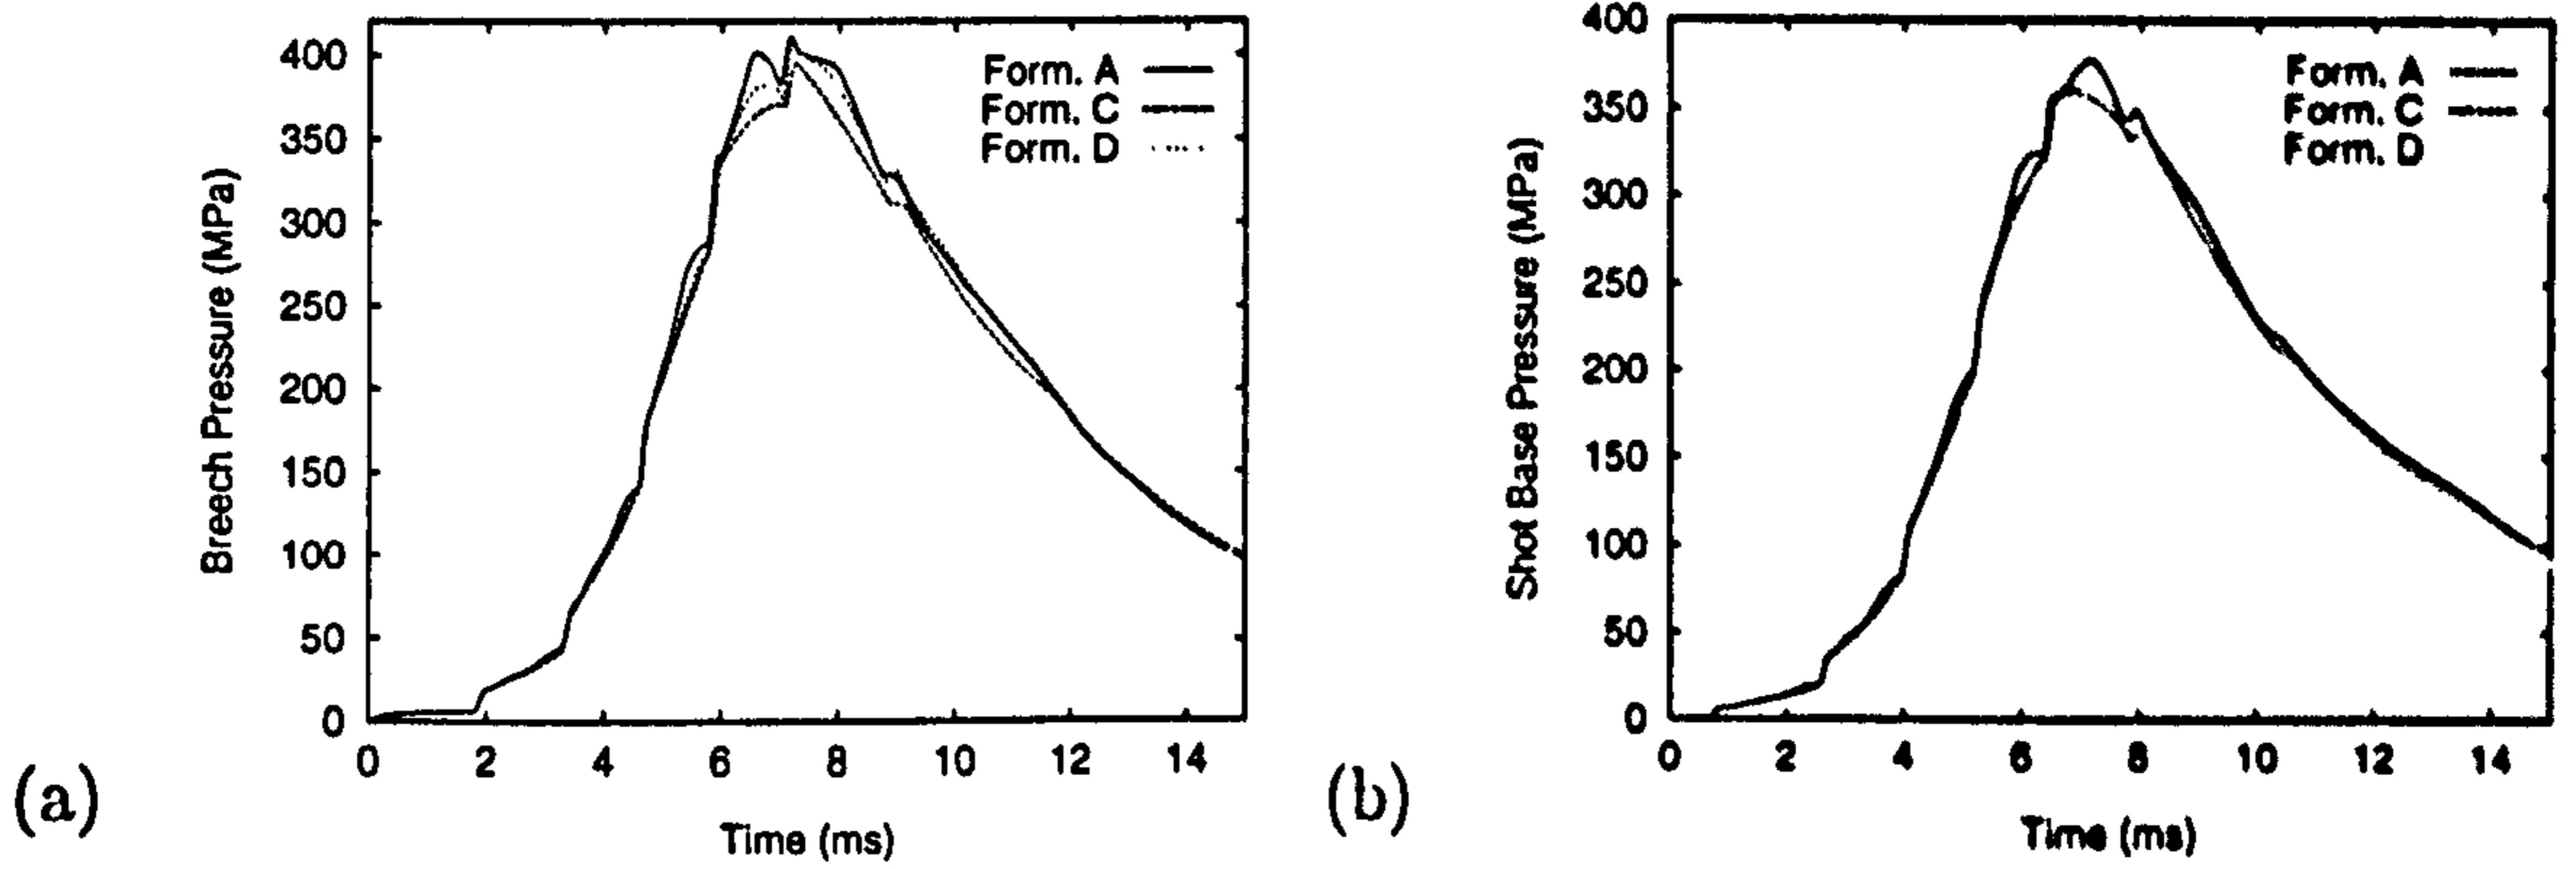 400
350
300
250
200
150
100
50
0
Breech Pressure (MPa)
Form. A
Form. C
Form. D
0 2 4 6 8 10 12 14
Time (ms)
(a)
400
350
300
250
200
150
100
50
0
Shot Base Pressure (MPa)
Form. A
Form. C
Form. D
0 2 4 6 8 10 12 14
Time (ms)
(b)